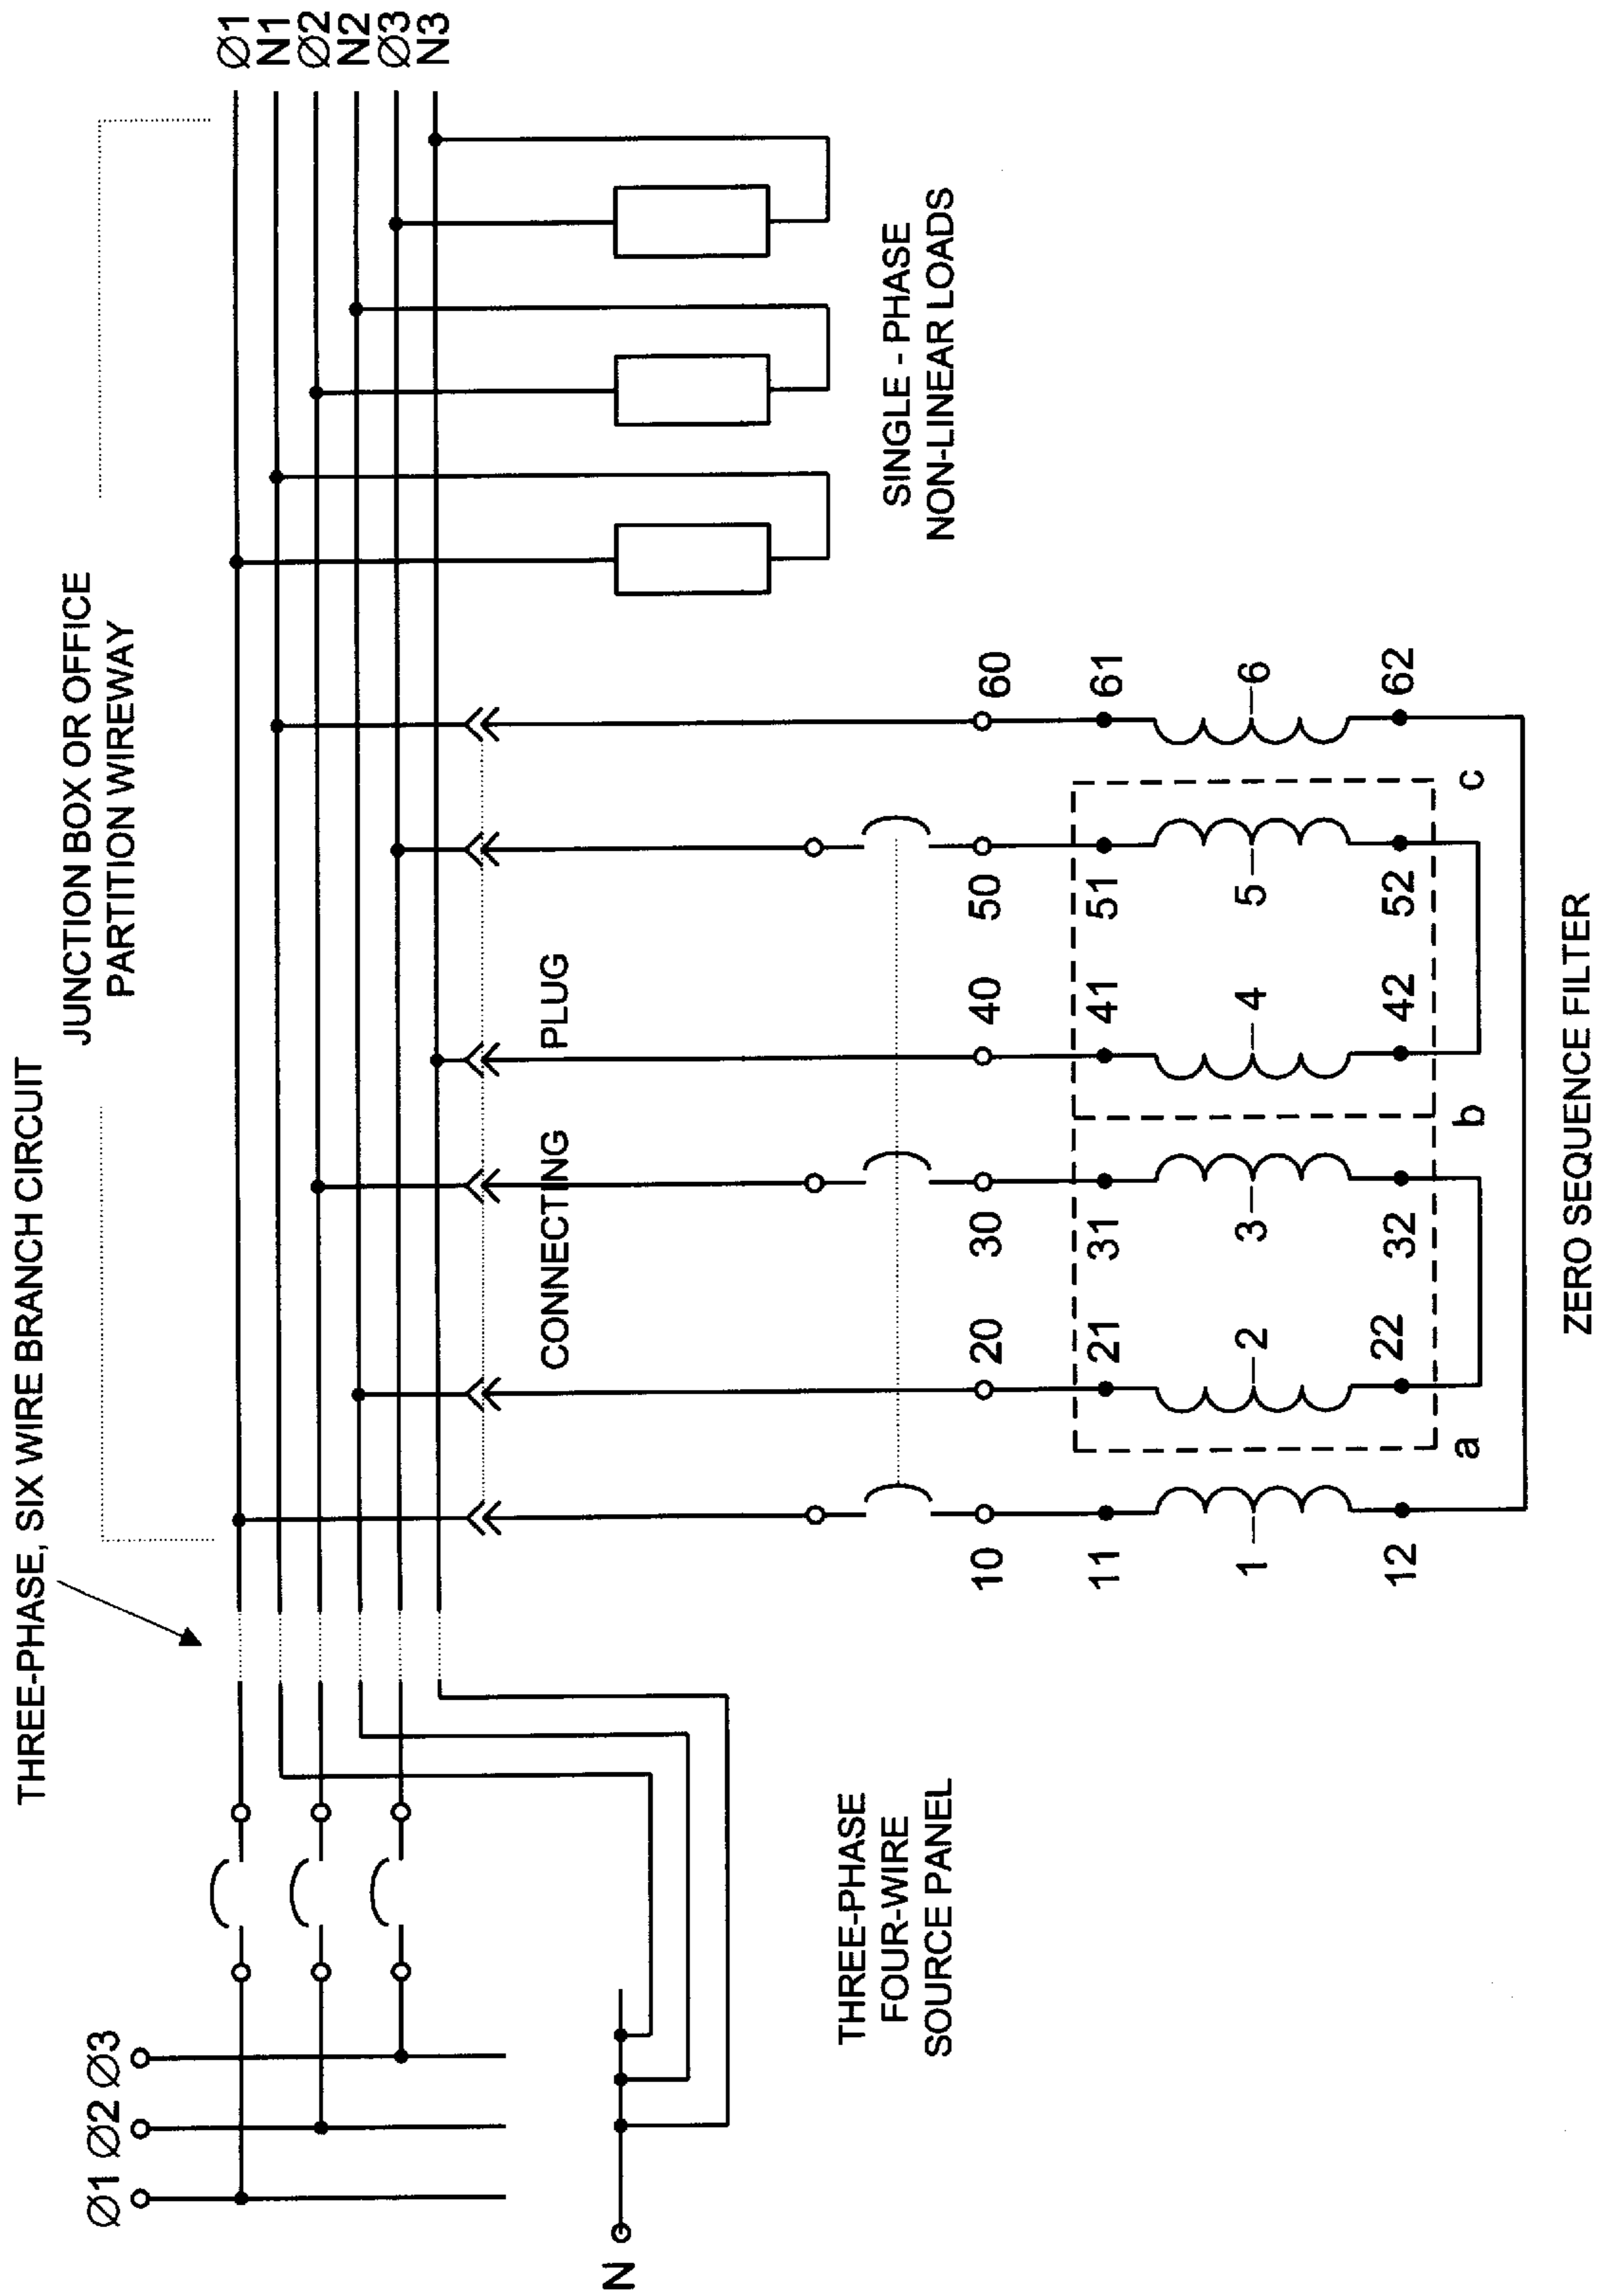 THREE-PHASE, SIX WIRE BRANCH CIRCUIT
JUNCTION BOX OR OFFICE
PARTITION WIREWAY
Ø1
N1
Ø2
N2
Ø3
N3
Ø1 Ø2 Ø3
N
THREE-PHASE
FOUR-WIRE
SOURCE PANEL
CONNECTING PLUG
SINGLE - PHASE
NON-LINEAR LOADS
10
20
30
40
50
60
11
21
31
41
51
61
1
2
3
4
5
6
12
22
32
42
52
62
a
b
c
ZERO SEQUENCE FILTER